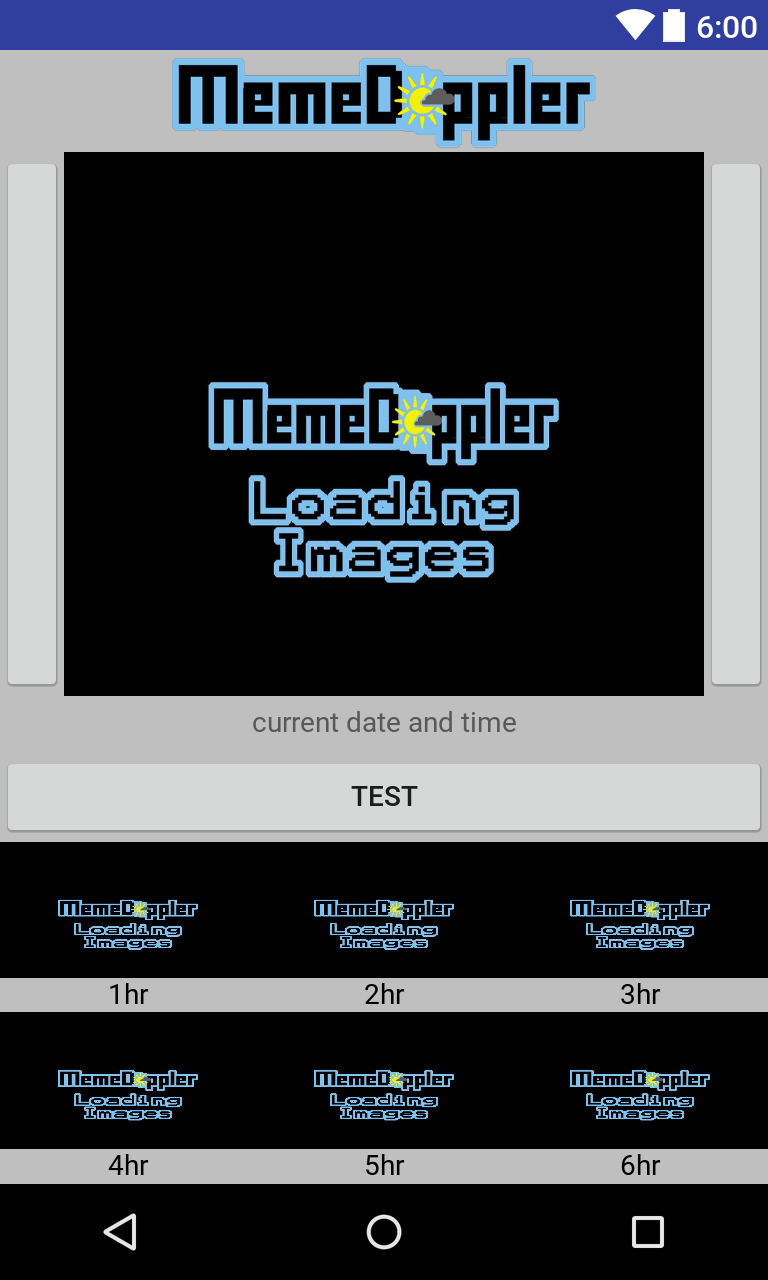 6:00
MemeDoppler
MemeDoppler
Loading
Images
current date and time
TEST
MemeDoppler MemeDoppler MemeDoppler
Loading Loading Loading
Images Images Images
1hr 2hr 3hr
MemeDoppler MemeDoppler MemeDoppler
Loading Loading Loading
Images Images Images
4hr 5hr 6hr